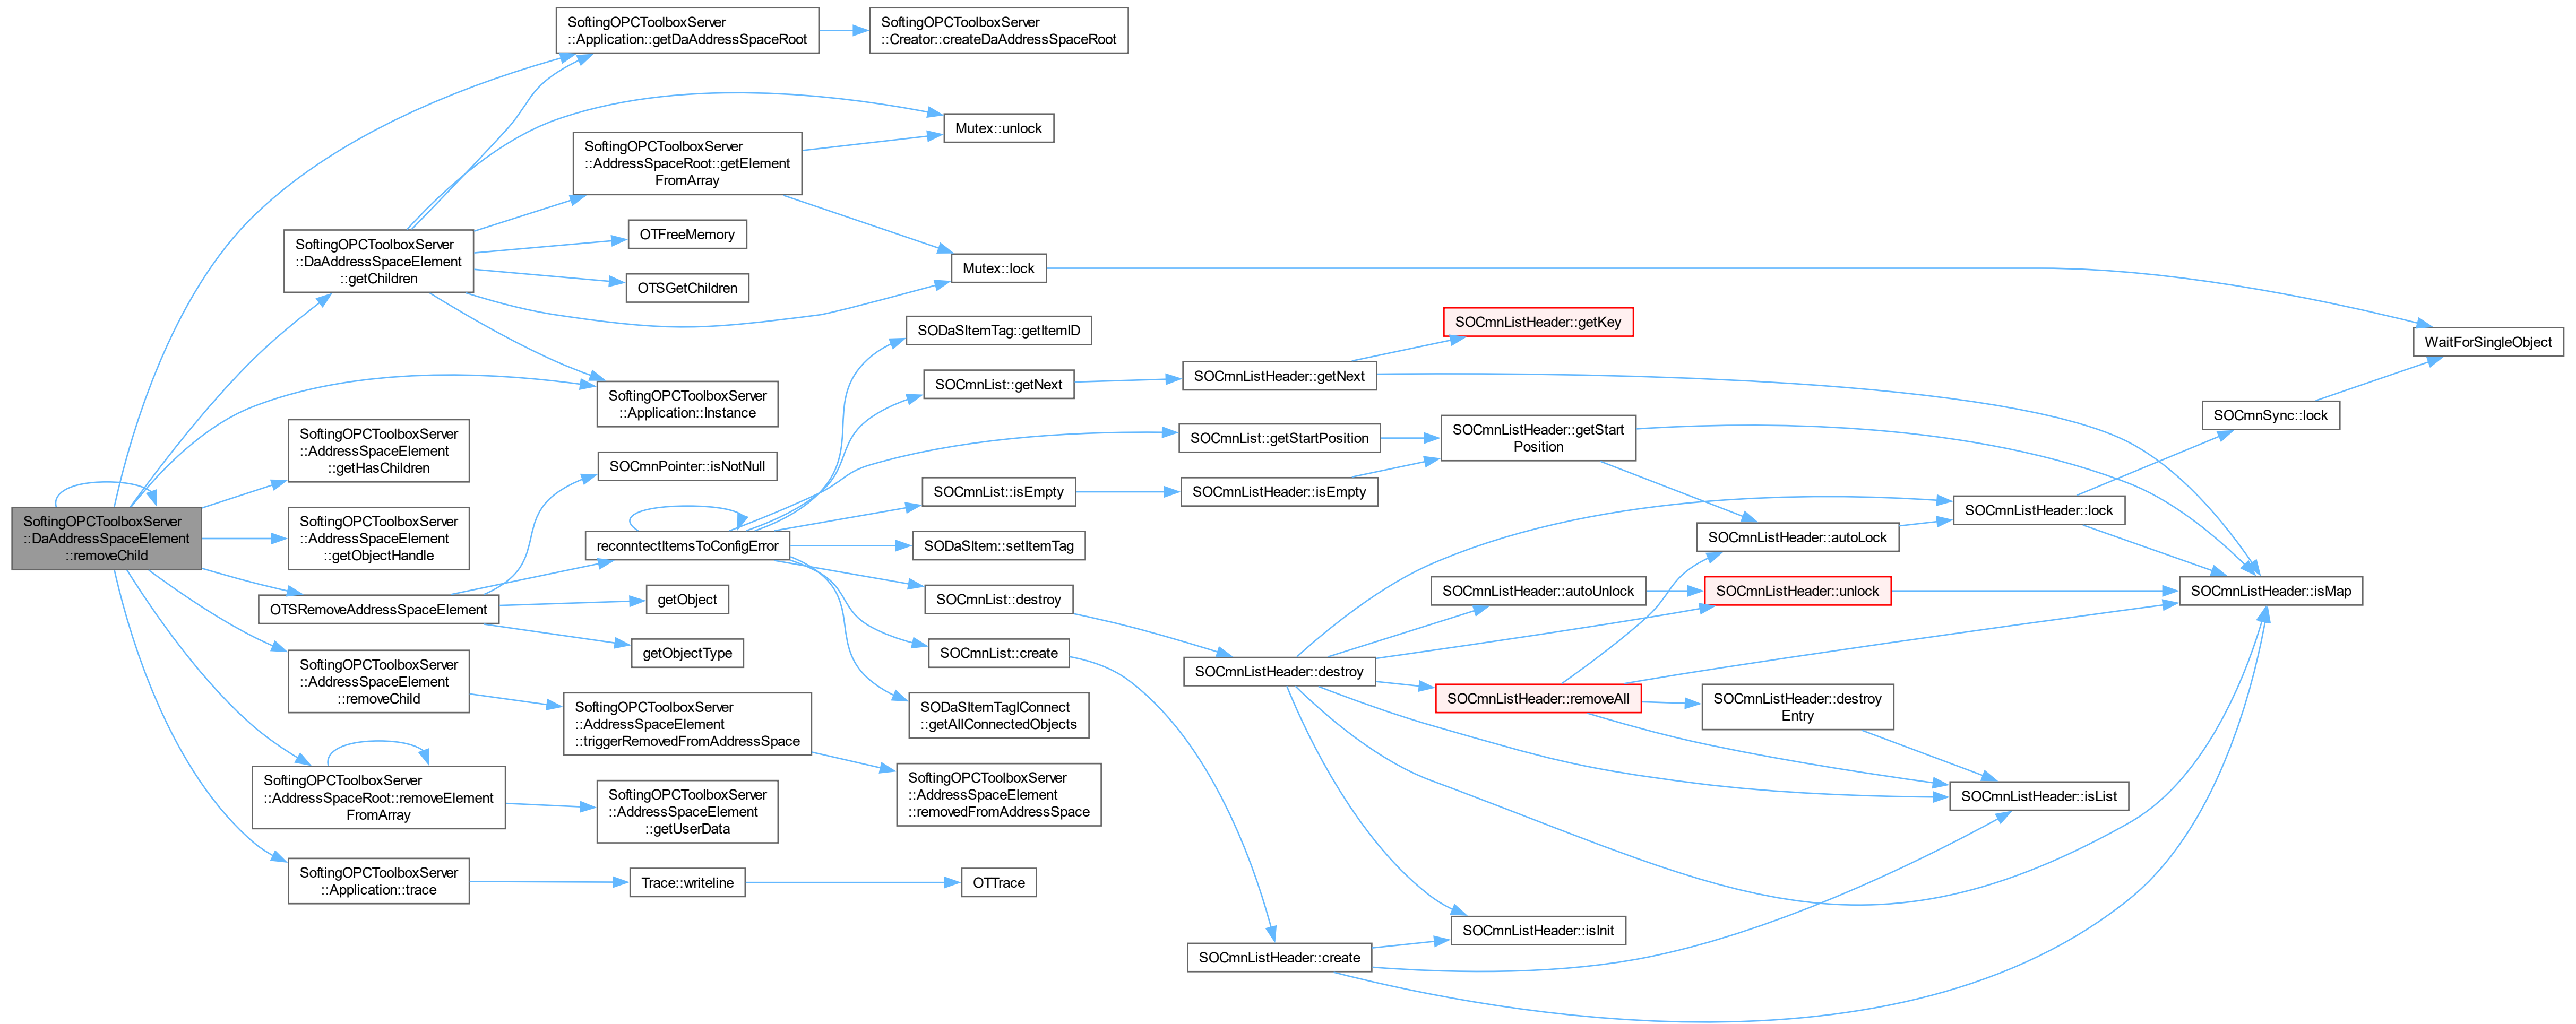 SoftingOPCToolboxServer
::DaAddressSpaceElement
::removeChild
SoftingOPCToolboxServer
::Application::getDaAddressSpaceRoot
SoftingOPCToolboxServer
::Creator::createDaAddressSpaceRoot
SoftingOPCToolboxServer
::DaAddressSpaceElement
::getChildren
SoftingOPCToolboxServer
::AddressSpaceRoot::getElement
FromArray
Mutex::unlock
OTFreeMemory
OTSGetChildren
Mutex::lock
WaitForSingleObject
SoftingOPCToolboxServer
::Application::Instance
SoftingOPCToolboxServer
::AddressSpaceElement
::getHasChildren
SoftingOPCToolboxServer
::AddressSpaceElement
::getObjectHandle
OTSRemoveAddressSpaceElement
SOCmnPointer::isNotNull
reconntectItemsToConfigError
getObject
getObjectType
SODaSItemTag::getItemID
SOCmnList::getNext
SOCmnListHeader::getNext
SOCmnListHeader::getKey
SOCmnList::getStartPosition
SOCmnListHeader::getStart
Position
SOCmnList::isEmpty
SOCmnListHeader::isEmpty
SODaSItem::setItemTag
SOCmnList::destroy
SOCmnList::create
SODaSItemTagIConnect
::getAllConnectedObjects
SOCmnListHeader::destroy
SOCmnListHeader::autoUnlock
SOCmnListHeader::unlock
SOCmnListHeader::autoLock
SOCmnListHeader::lock
SOCmnSync::lock
SOCmnListHeader::isMap
SOCmnListHeader::removeAll
SOCmnListHeader::destroy
Entry
SOCmnListHeader::isList
SOCmnListHeader::isInit
SOCmnListHeader::create
SoftingOPCToolboxServer
::AddressSpaceElement
::removeChild
SoftingOPCToolboxServer
::AddressSpaceElement
::triggerRemovedFromAddressSpace
SoftingOPCToolboxServer
::AddressSpaceElement
::removedFromAddressSpace
SoftingOPCToolboxServer
::AddressSpaceRoot::removeElement
FromArray
SoftingOPCToolboxServer
::AddressSpaceElement
::getUserData
SoftingOPCToolboxServer
::Application::trace
Trace::writeline
OTTrace